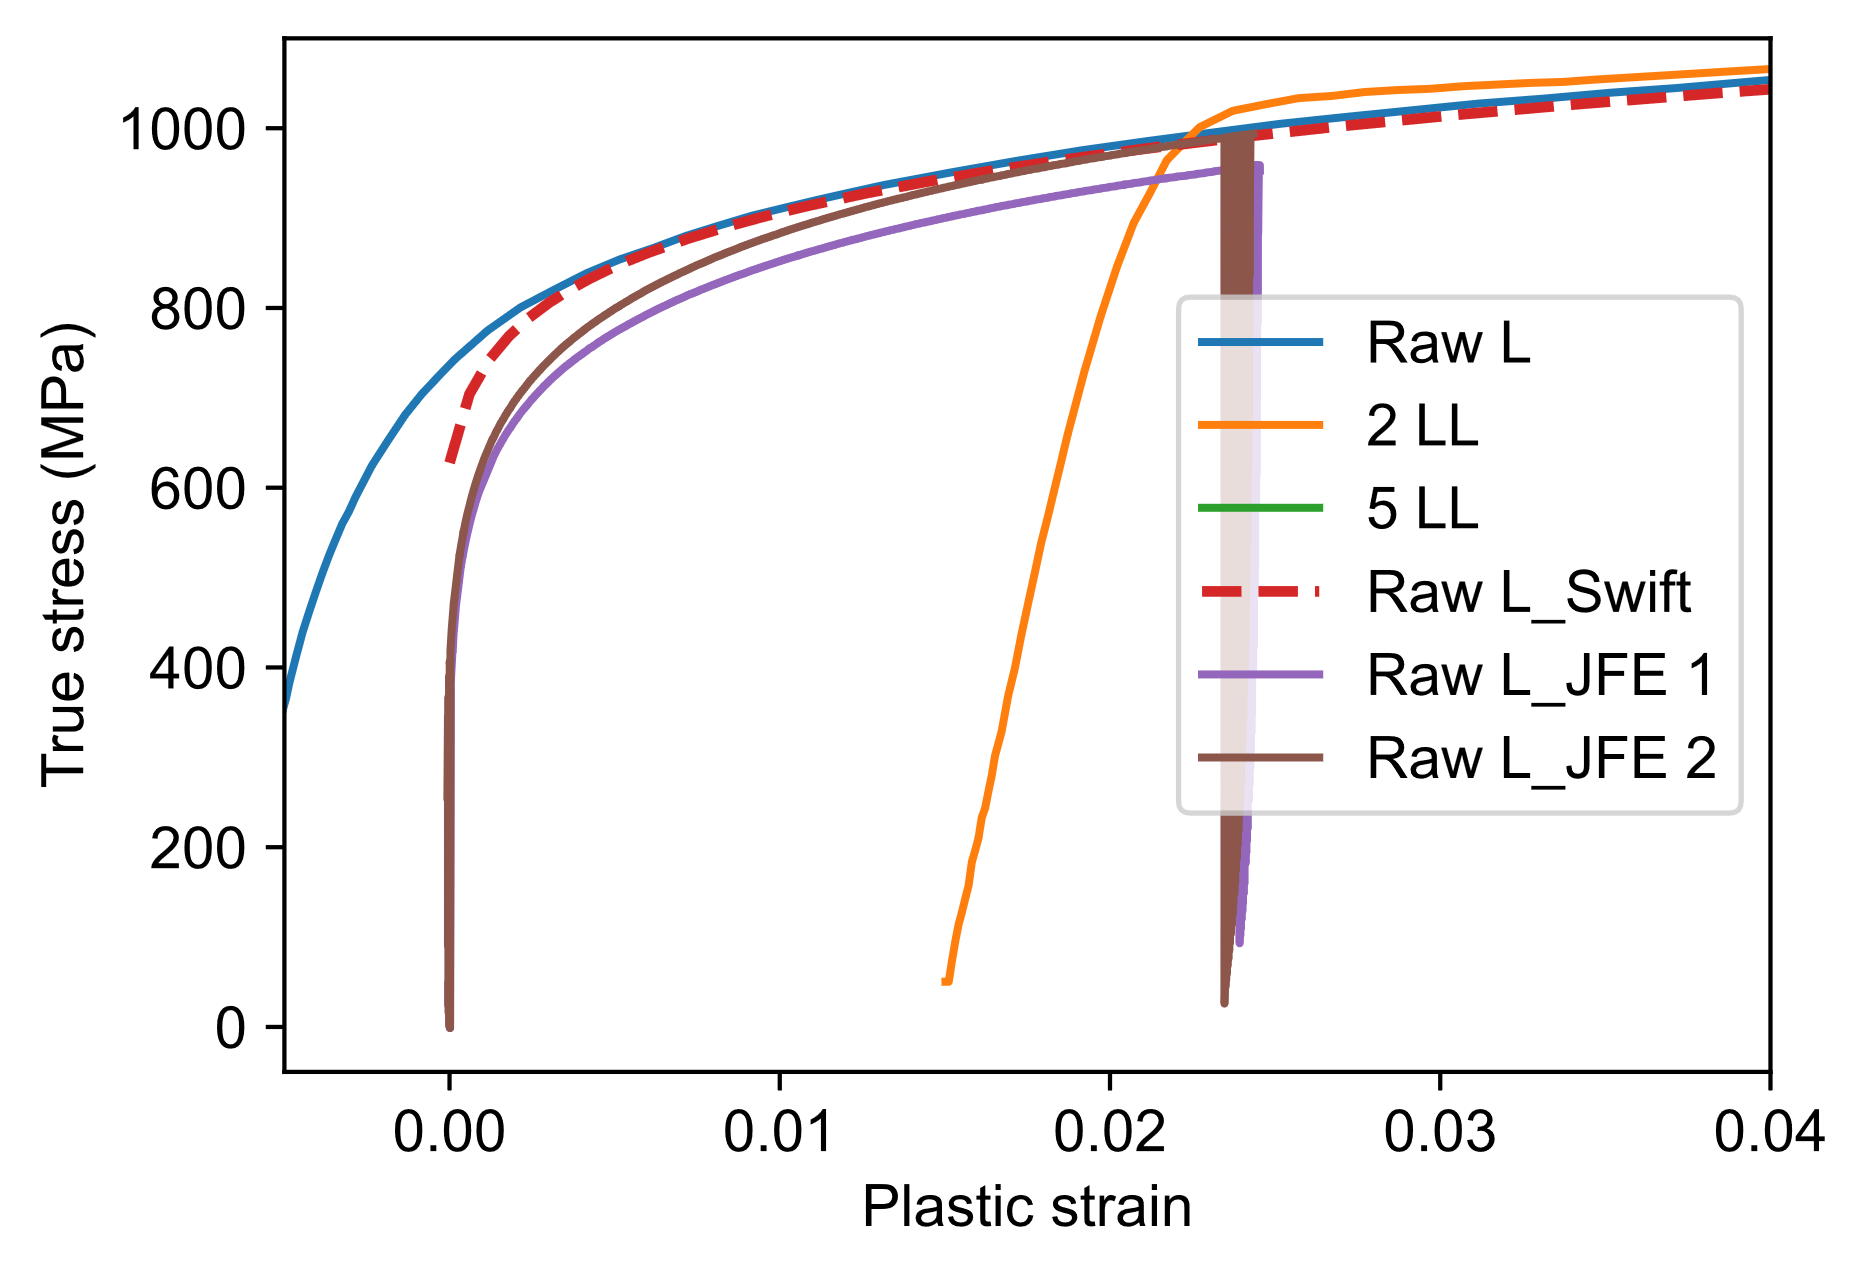 True stress (MPa)
1000
800
600
400
200
0
0.00
0.01
0.02
0.03
0.04
Plastic strain
Raw L
2 LL
5 LL
Raw L_Swift
Raw L_JFE 1
Raw L_JFE 2